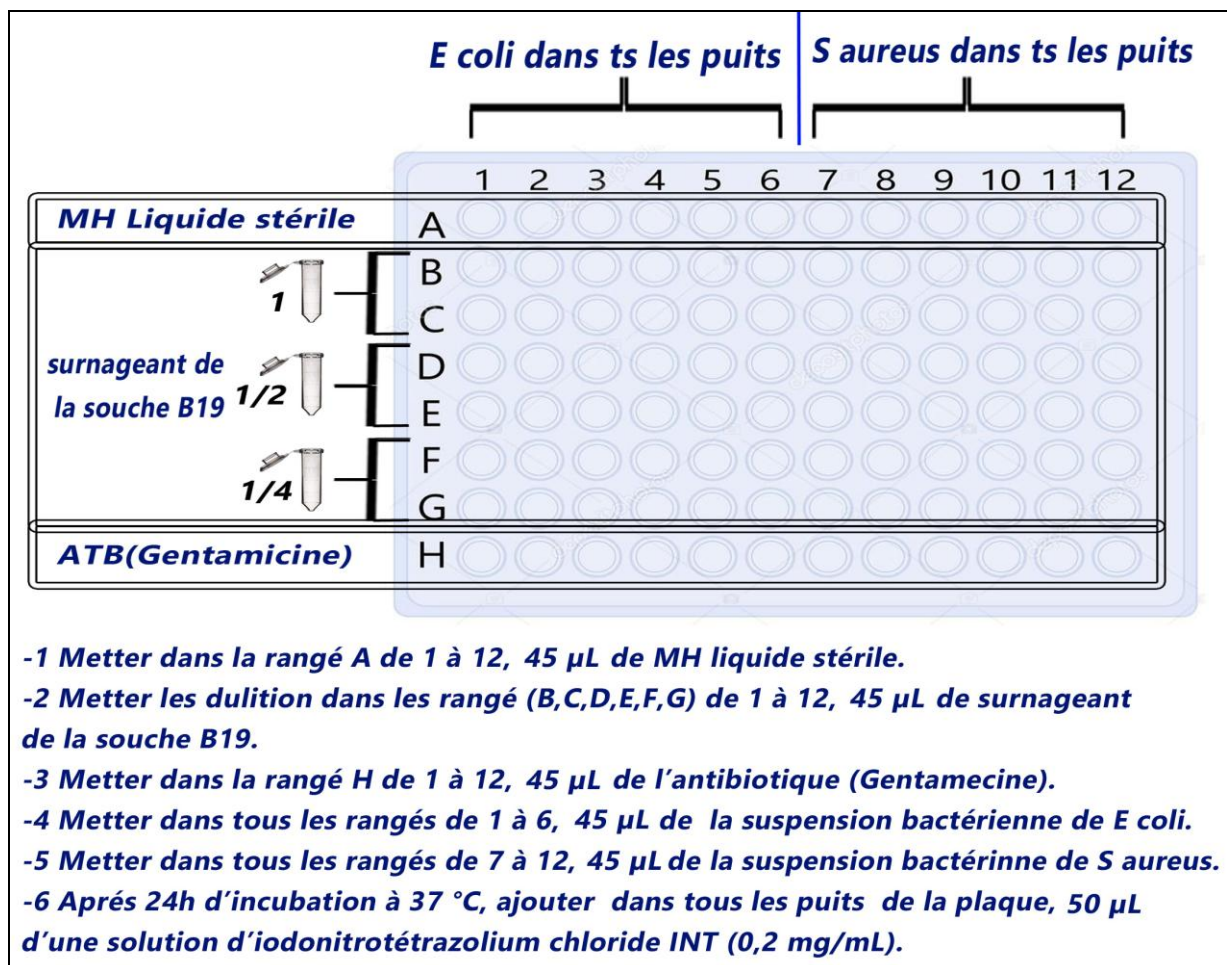 E coli dans ts les puits S aureus dans ts les puits
1 2 3 4 5 6 7 8 9 10 11 12
MH Liquide stérile A
B
1
C
surnageant de D
la souche B19 1/2
E
F
1/4
G
ATB(Gentamicine) H
-1 Metter dans la rangé A de 1 à 12, 45 µL de MH liquide stérile.
-2 Metter les dulition dans les rangé (B,C,D,E,F,G) de 1 à 12, 45 µL de surnageant
de la souche B19.
-3 Metter dans la rangé H de 1 à 12, 45 µL de l'antibiotique (Gentamecine).
-4 Metter dans tous les rangés de 1 à 6, 45 µL de la suspension bactérienne de E coli.
-5 Metter dans tous les rangés de 7 à 12, 45 µL de la suspension bactérinne de S aureus.
-6 Aprés 24h d'incubation à 37 °C, ajouter dans tous les puits de la plaque, 50 µL
d'une solution d'iodonitrotétrazolium chloride INT (0,2 mg/mL).